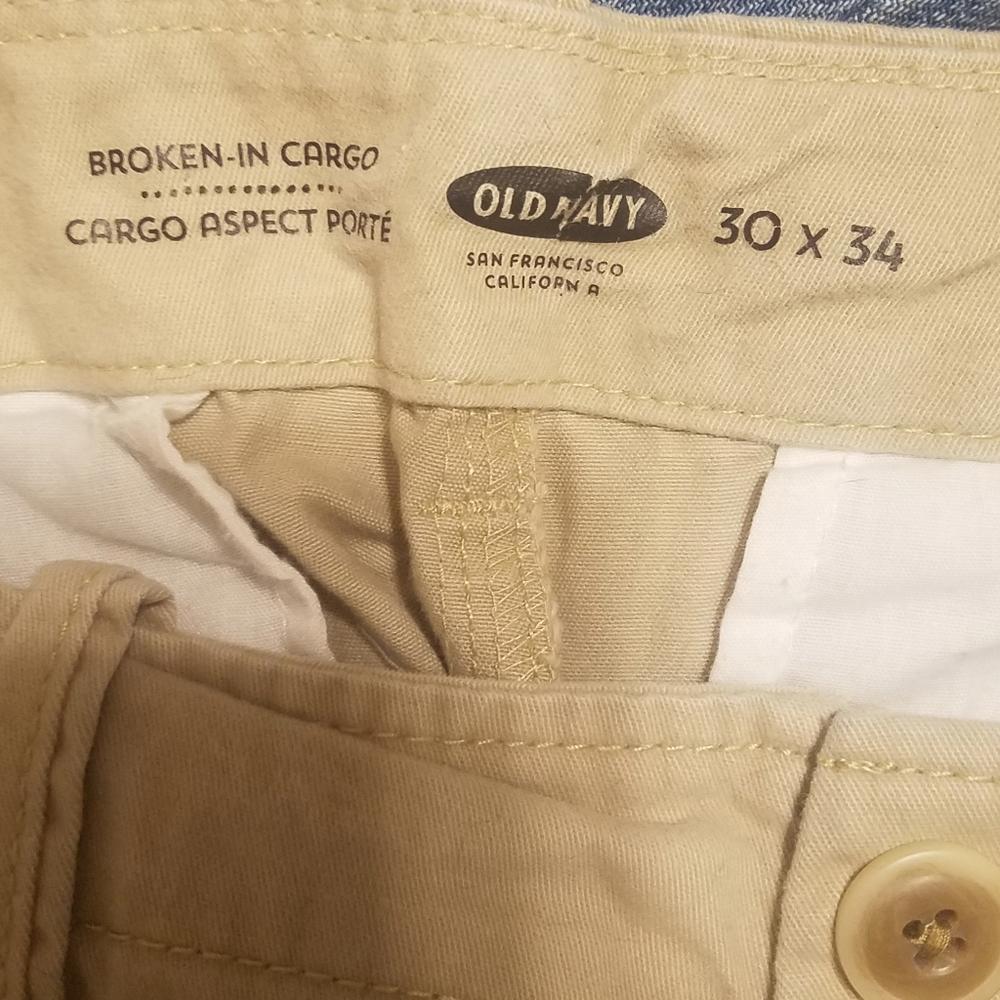 BROKEN-IN CARGO
CARGO ASPECT PORTÉ
OLD NAVY
SAN FRANCISCO
CALIFORN A
30 X 34